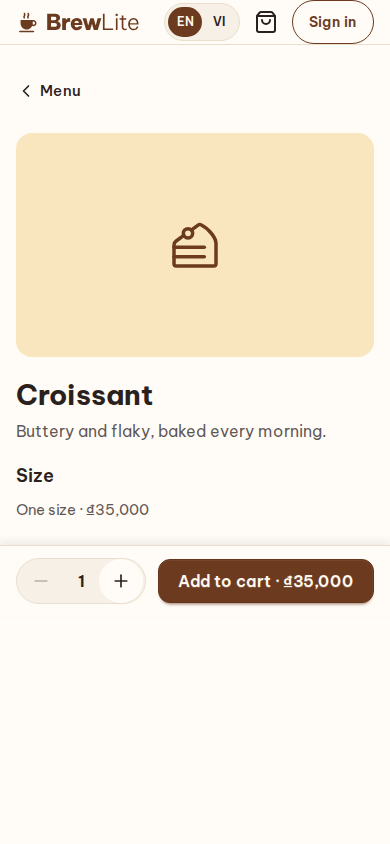 BrewLite
EN VI
Sign in
Menu
Croissant
Buttery and flaky, baked every morning.
Size
One size · ₫35,000
1
Add to cart · ₫35,000